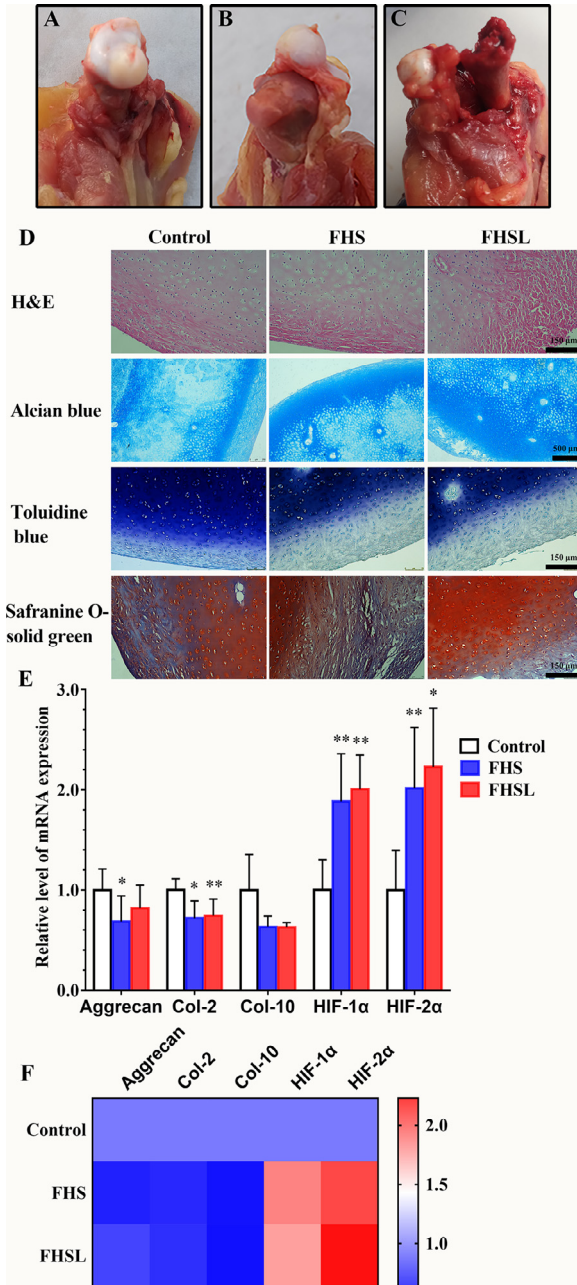 A
B
C
D
Control
FHS
FHSL
H&E
150 μm
Alcian blue
500 μm
Toluidine
blue
150 μm
Safranine O-
solid green
150 μm
E
Relative level of mRNA expression
3.0
2.0
1.0
0.0
*
*
**
**
**
**
*
Control
FHS
FHSL
Aggrecan
Col-2
Col-10
HIF-1α
HIF-2α
F
Aggrecan
Col-2
Col-10
HIF-1α
HIF-2α
Control
FHS
FHSL
2.0
1.5
1.0